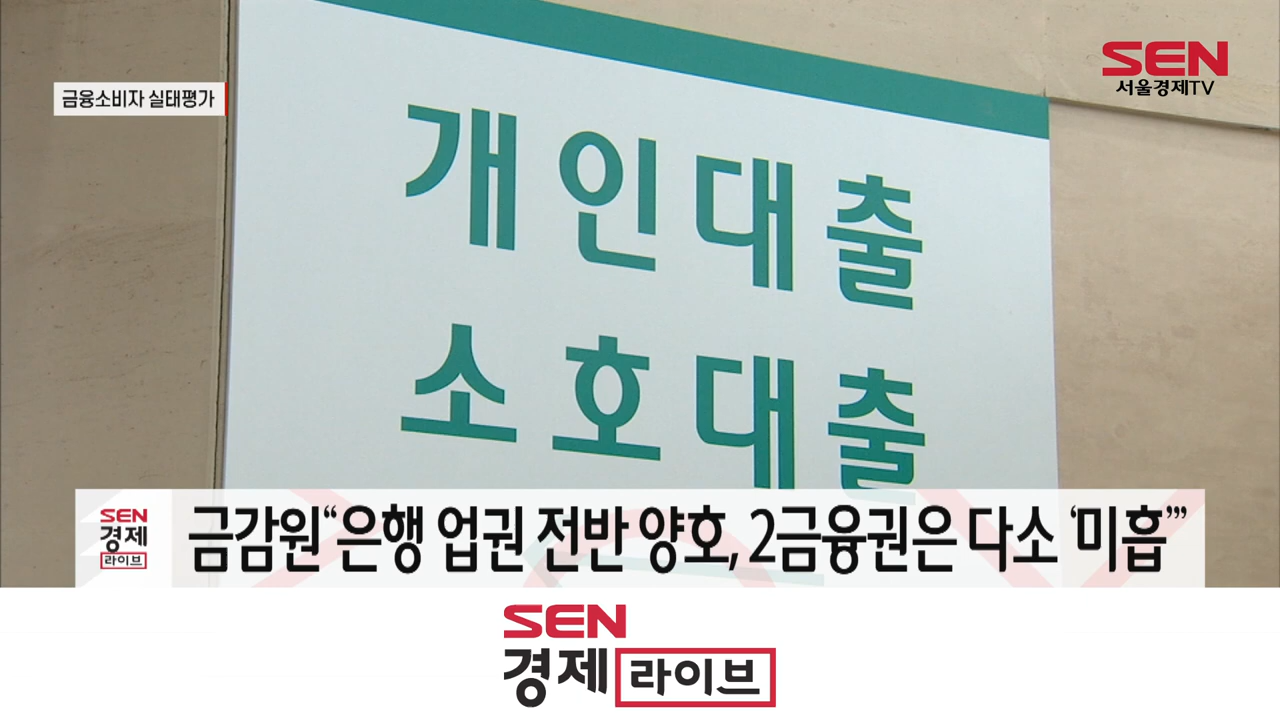 SEN
서울경제TV
금융소비자 실태평가
개인대출
소호대출
SEN
경제
라이브
금감원“은행 업권 전반 양호, 2금융권은 다소 ‘미흡’”
SEN
경제 라이브